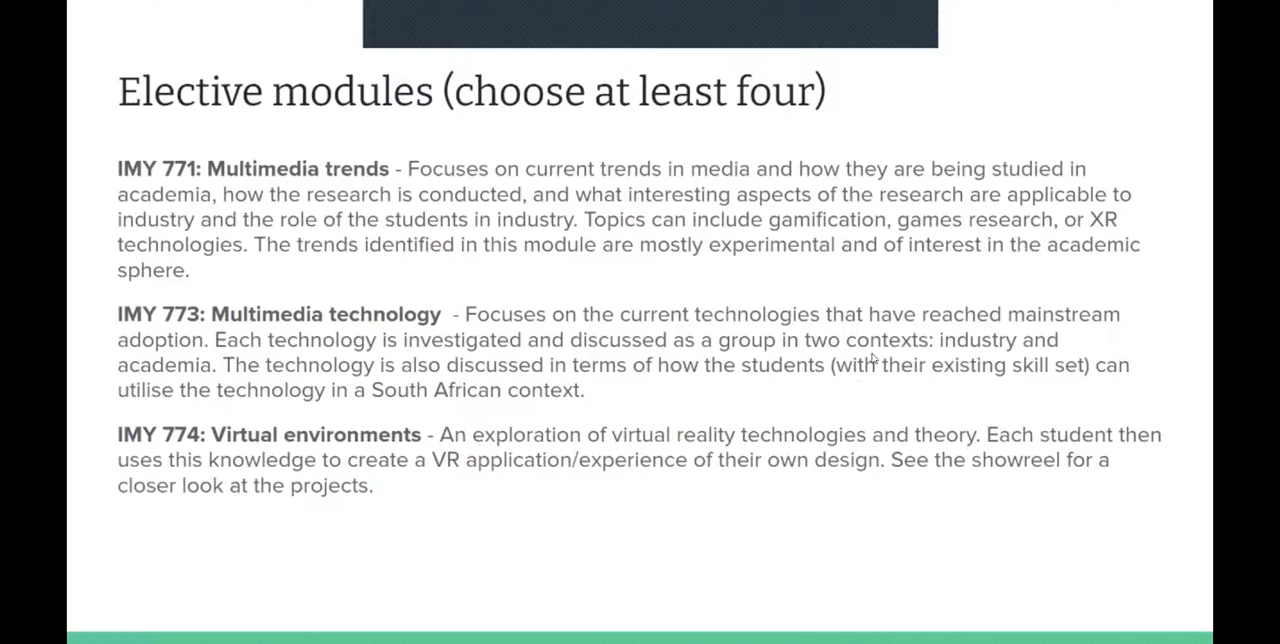 Elective modules (choose at least four)
IMY 771: Multimedia trends - Focuses on current trends in media and how they are being studied in
academia, how the research is conducted, and what interesting aspects of the research are applicable to
industry and the role of the students in industry. Topics can include gamification, games research, or XR
technologies. The trends identified in this module are mostly experimental and of interest in the academic
sphere.
IMY 773: Multimedia technology - Focuses on the current technologies that have reached mainstream
adoption. Each technology is investigated and discussed as a group in two contexts: industry and
academia. The technology is also discussed in terms of how the students (with their existing skill set) can
utilise the technology in a South African context.
IMY 774: Virtual environments - An exploration of virtual reality technologies and theory. Each student then
uses this knowledge to create a VR application/experience of their own design. See the showreel for a
closer look at the projects.